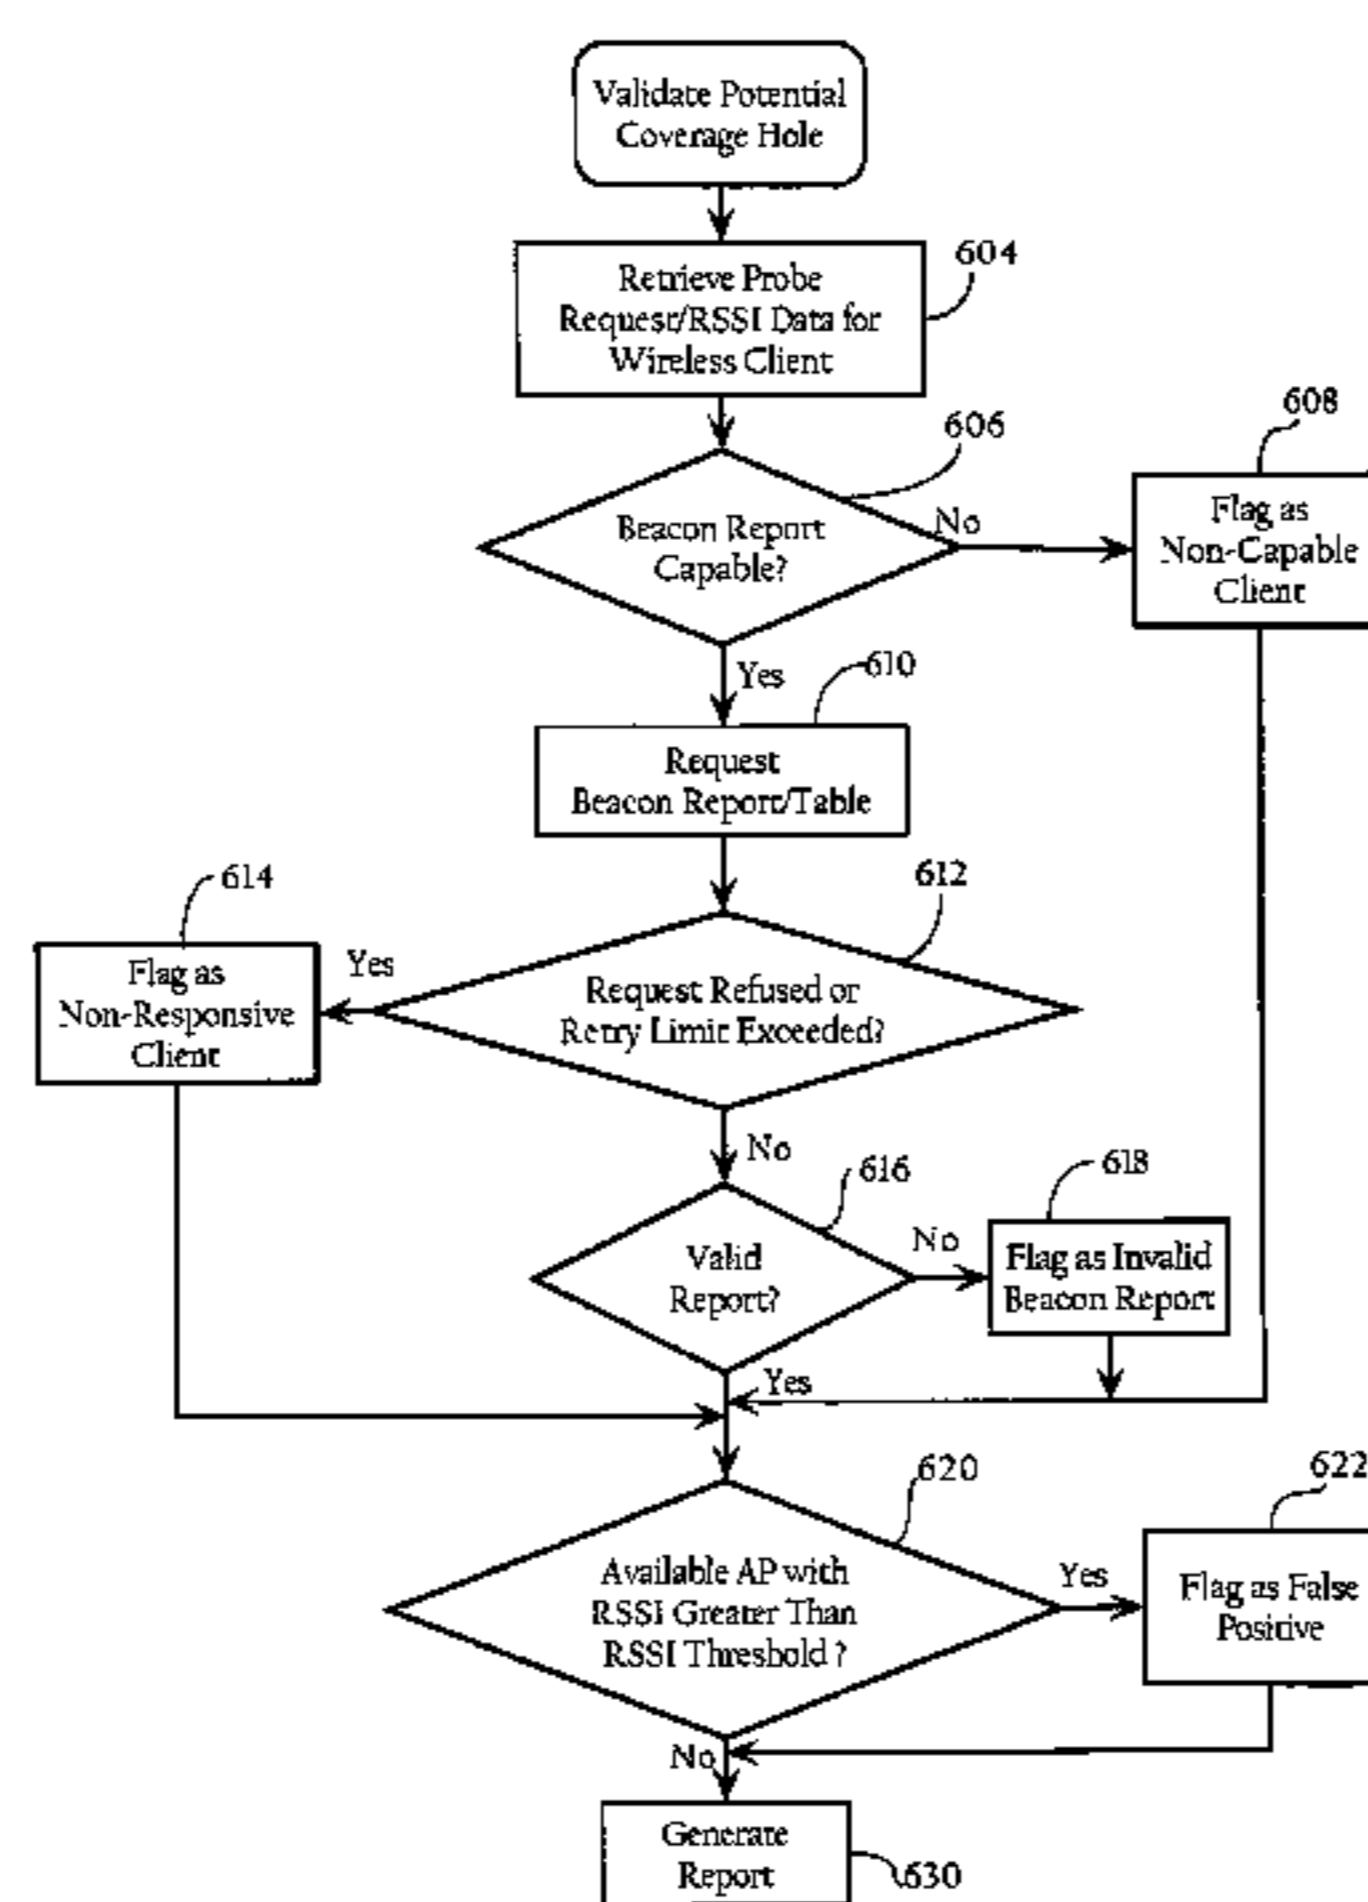 Validate Potential
Coverage Hole
604
Retrieve Probe
Request/RSSI Data for
Wireless Client
608
606
Flag as
Non-Capable
Client
No
Beacon Report
Capable?
Yes
610
Request
Beacon Report/Table
614
612
Flag as
Non-Responsive
Client
Yes
Request Refused or
Retry Limit Exceeded?
No
616
618
Valid
Report?
No
Flag as Invalid
Beacon Report
Yes
620
622
Available AP with
RSSI Greater Than
RSSI Threshold ?
Yes
Flag as False
Positive
No
Generate
Report
630